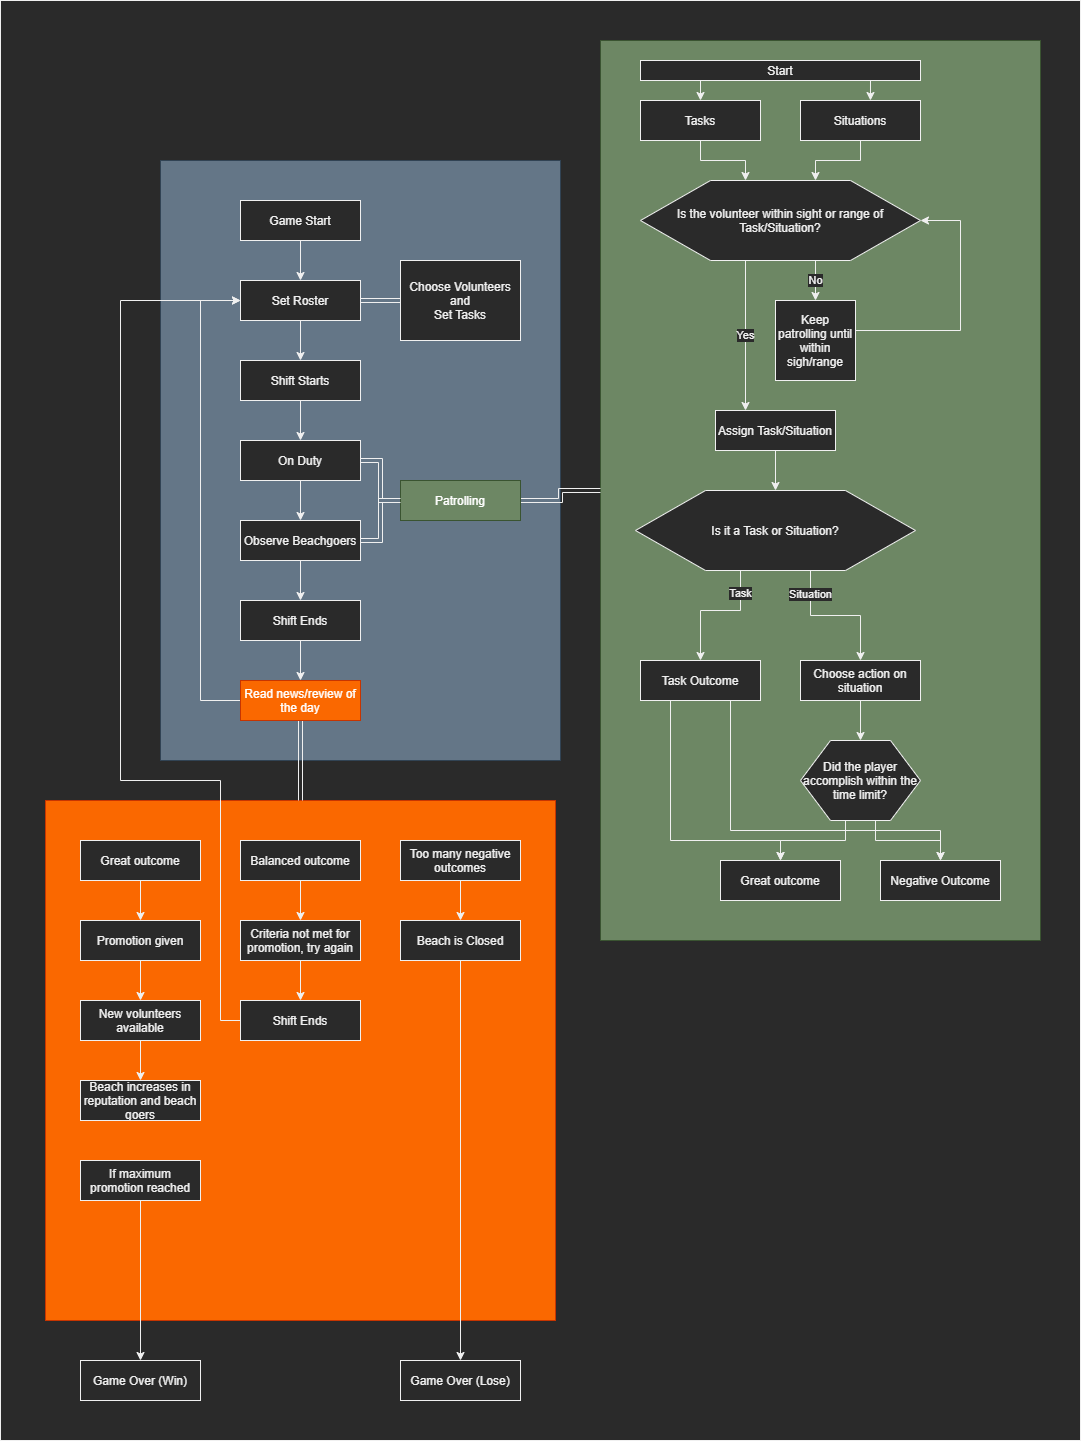 Game Start
Set Roster
Choose Volunteers
and
Set Tasks
Shift Starts
On Duty
Patrolling
Observe Beachgoers
Shift Ends
Read news/review of
the day
Start
Tasks
Situations
Is the volunteer within sight or range of
Task/Situation?
No
Yes
Keep
patrolling until
within
sigh/range
Assign Task/Situation
Is it a Task or Situation?
Task
Situation
Task Outcome
Choose action on
situation
Did the player
accomplish within the
time limit?
Great outcome
Negative Outcome
Great outcome
Promotion given
New volunteers
available
Beach increases in
reputation and beach
goers
If maximum
promotion reached
Balanced outcome
Criteria not met for
promotion, try again
Shift Ends
Too many negative
outcomes
Beach is Closed
Game Over (Win)
Game Over (Lose)